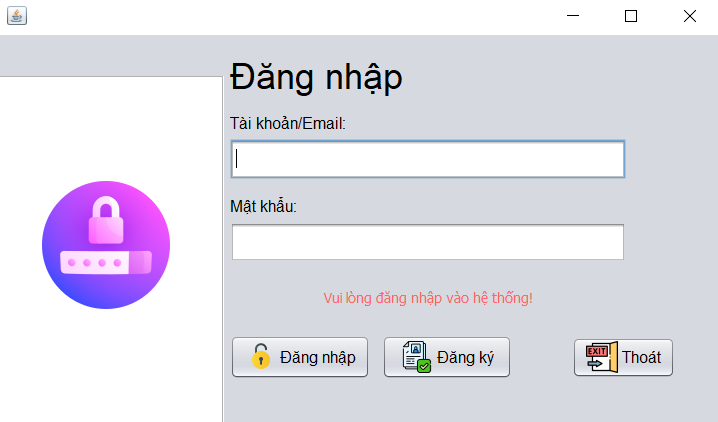 Đăng nhập
Tài khoản/Email:
Mật khẩu:
Vui lòng đăng nhập vào hệ thống!
Đăng nhập
Đăng ký
EXIT
Thoát